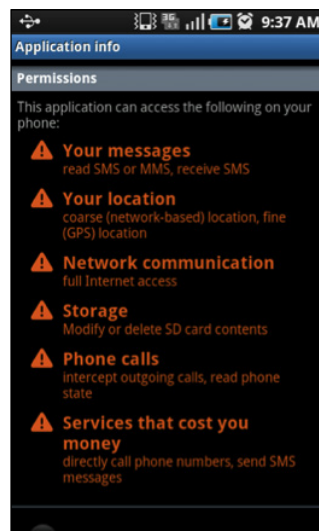 9:37 AM
Application info
Permissions
This application can access the following on your
phone:
Your messages
read SMS or MMS, receive SMS
Your location
coarse (network-based) location, fine
(GPS) location
Network communication
full Internet access
Storage
Modify or delete SD card contents
Phone calls
intercept outgoing calls, read phone
state
Services that cost you
money
directly call phone numbers, send SMS
messages